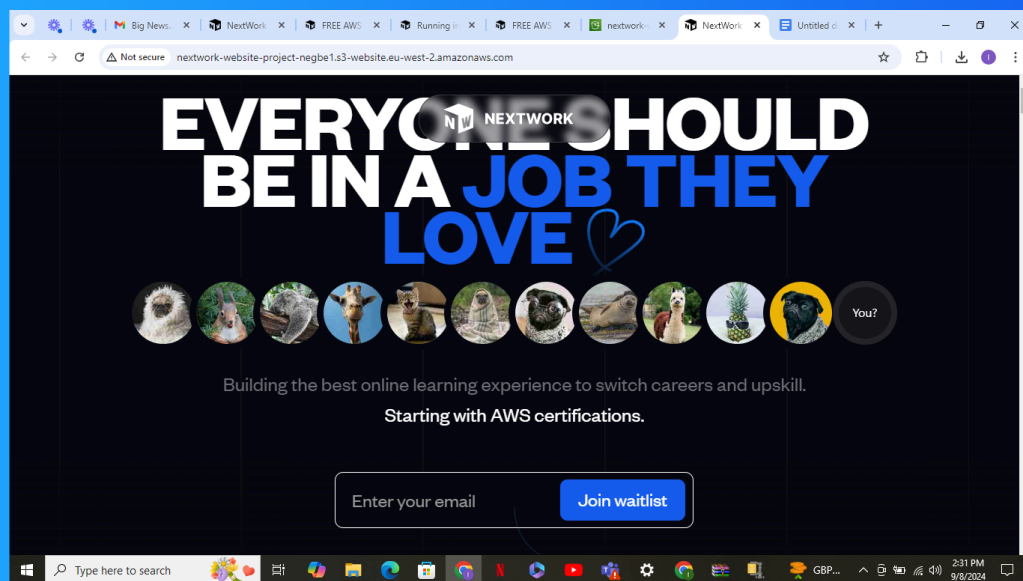 Big News
NextWork
FREE AWS
Running in
FREE AWS
nextwork-
NextWork
Untitled d
Not secure
nextwork-website-project-negbe1.s3-website.eu-west-2.amazonaws.com
I
NEXTWORK
EVERYONE SHOULD
BE IN A JOB THEY
LOVE
You?
Building the best online learning experience to switch careers and upskill.
Starting with AWS certifications.
Enter your email
Join waitlist
Type here to search
GBP...
2:31 PM
9/8/2024